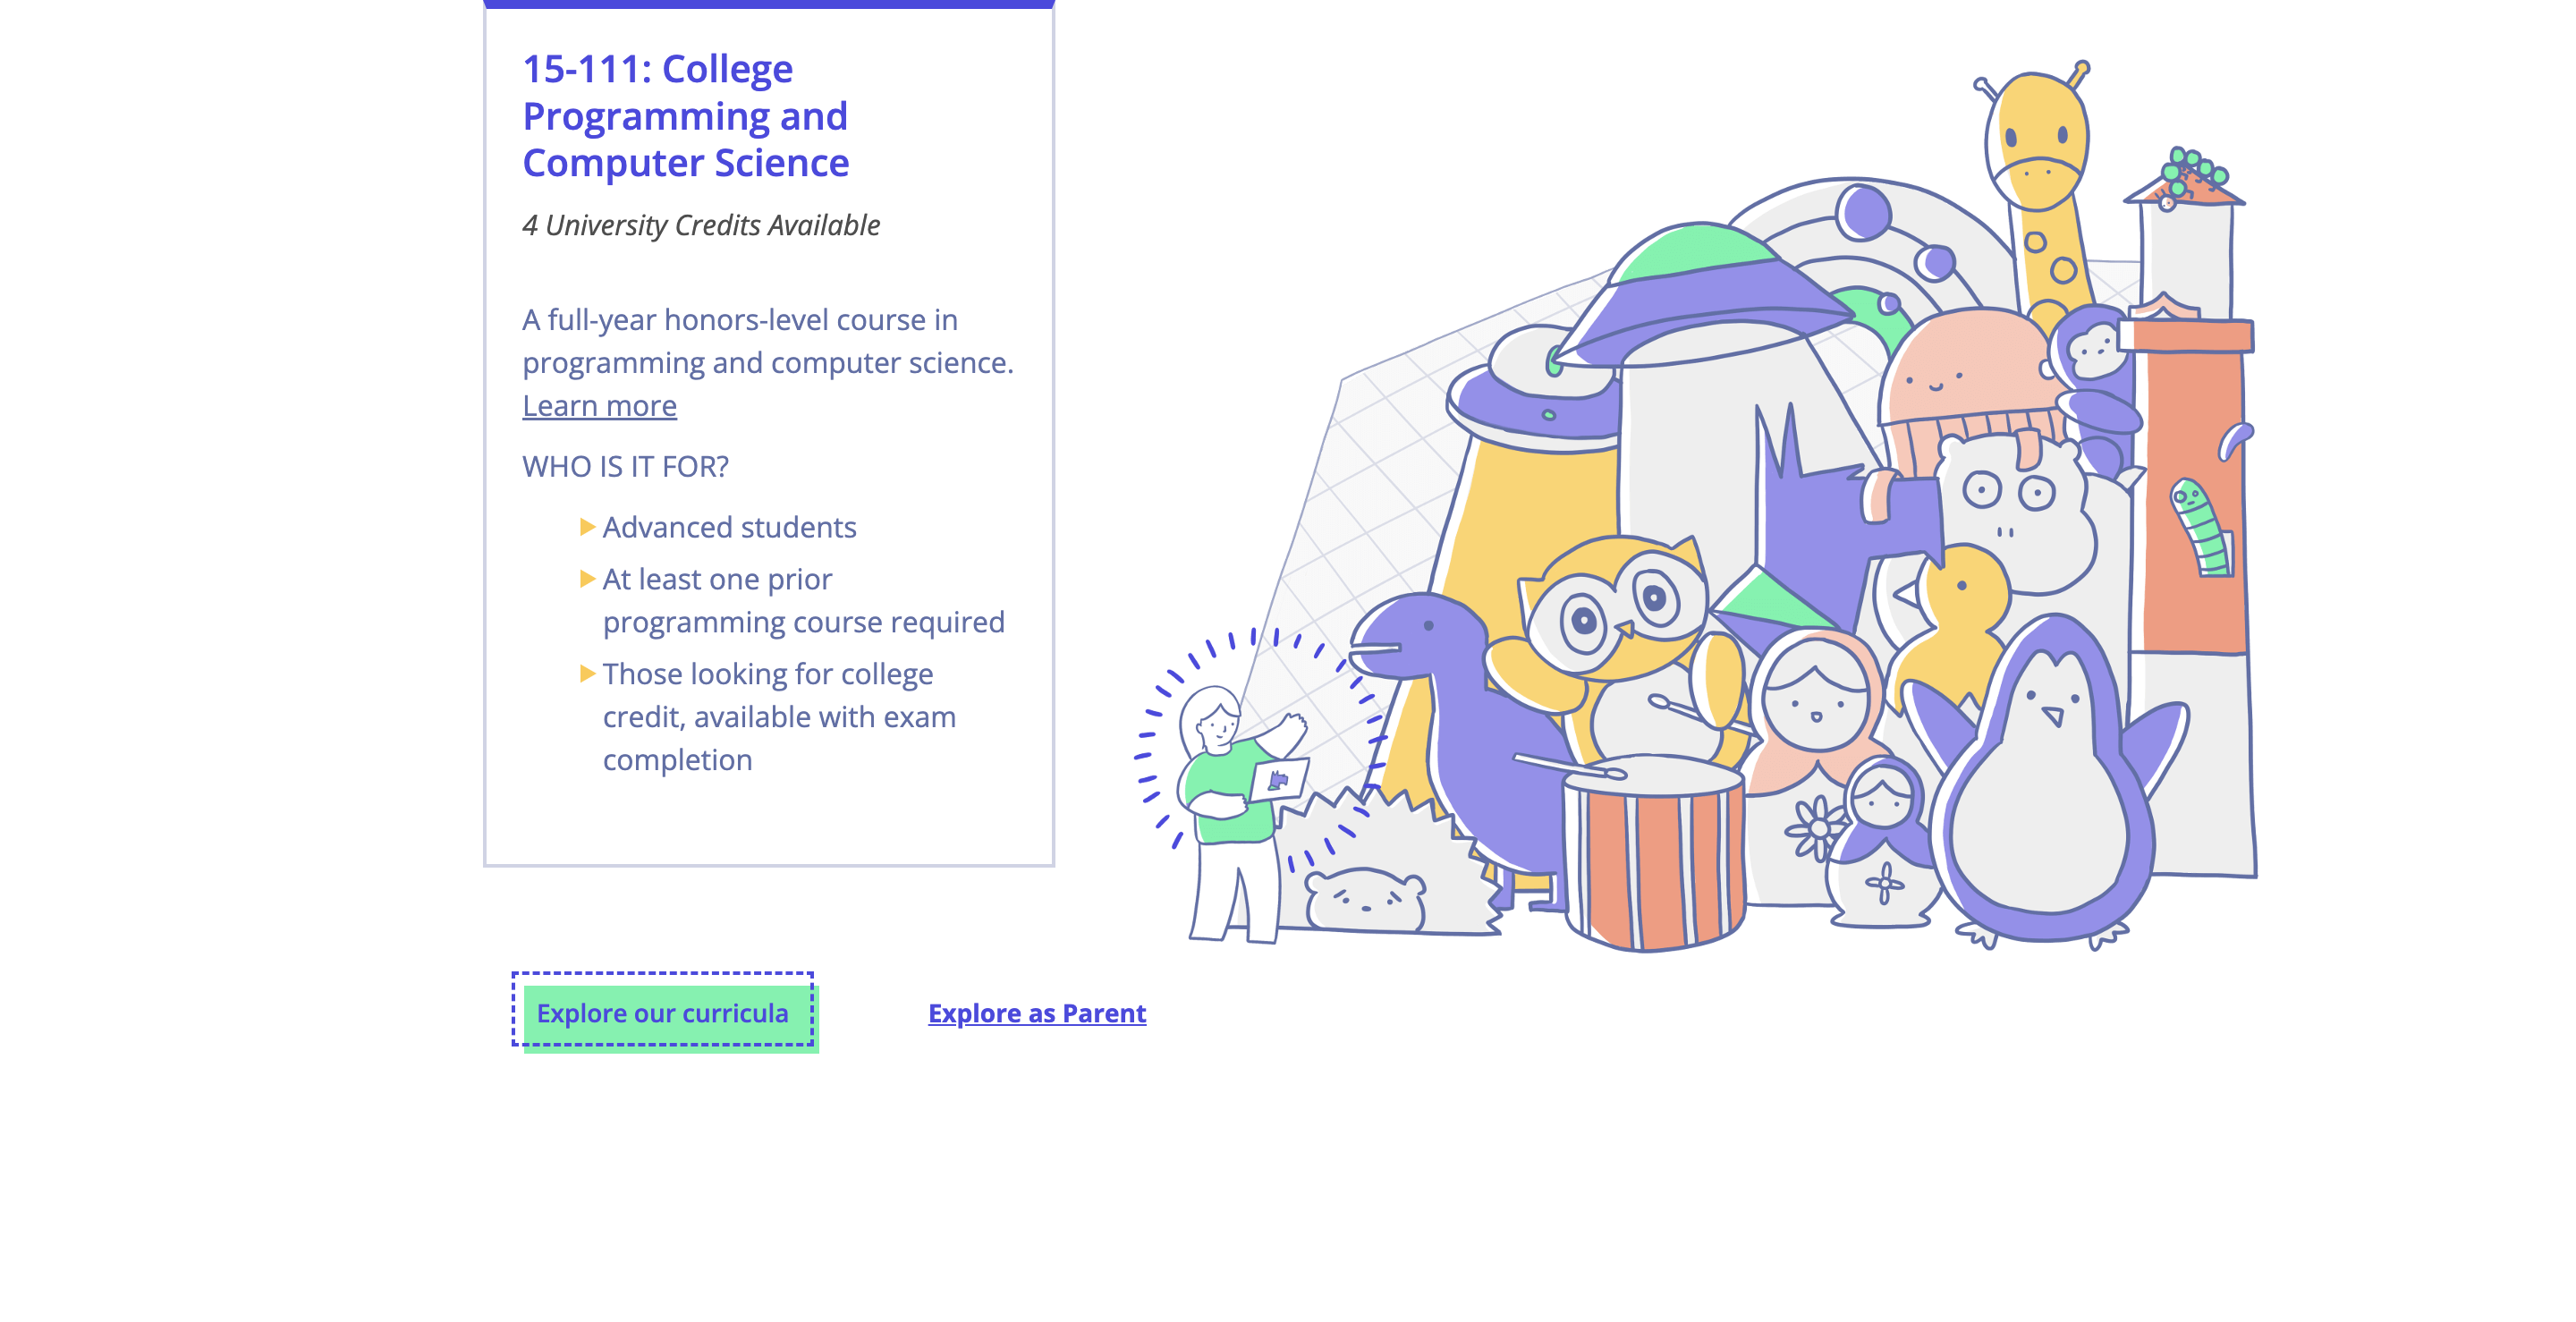 15-111: College
Programming and
Computer Science
4 University Credits Available
A full-year honors-level course in
programming and computer science.
Learn more
WHO IS IT FOR?
Advanced students
At least one prior
programming course required
Those looking for college
credit, available with exam
completion
Explore our curricula
Explore as Parent